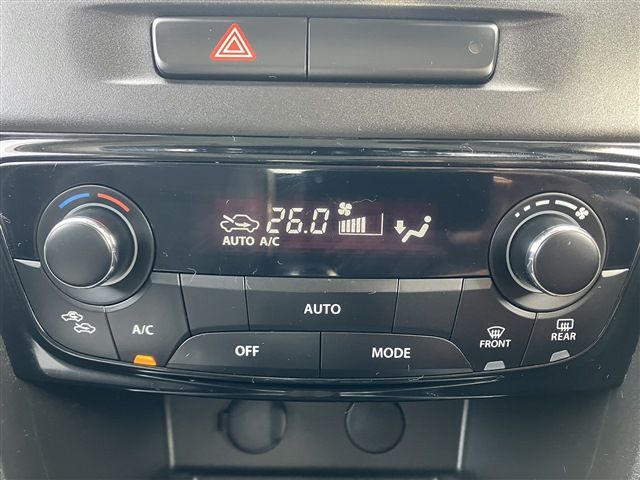 26.0
AUTO A/C
AUTO
A/C
OFF
MODE
FRONT
REAR